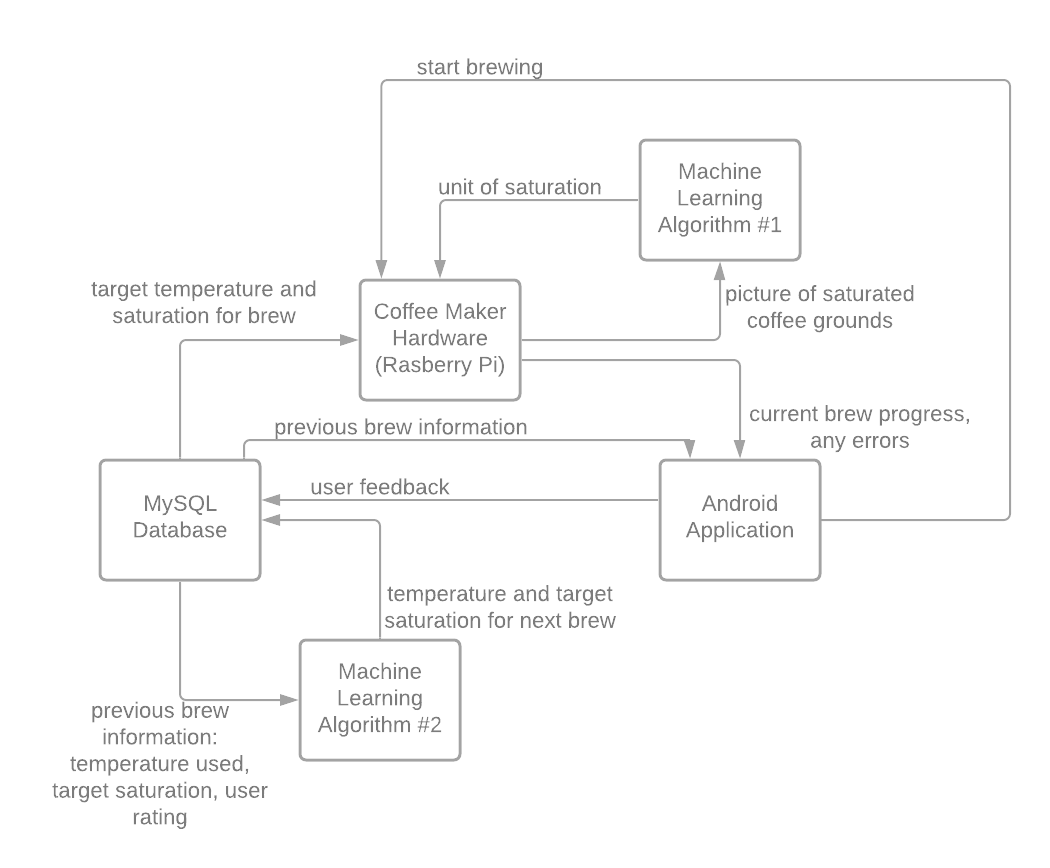 start brewing
Machine
Learning
Algorithm #1
unit of saturation
target temperature and
saturation for brew
Coffee Maker
Hardware
(Rasberry Pi)
picture of saturated
coffee grounds
current brew progress,
any errors
previous brew information
MySQL
Database
user feedback
Android
Application
temperature and target
saturation for next brew
Machine
Learning
Algorithm #2
previous brew
information:
temperature used,
target saturation, user
rating